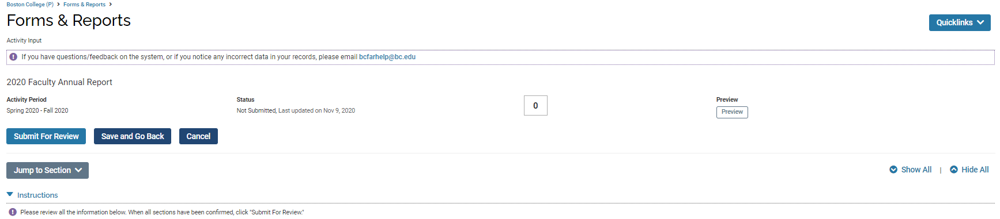 Boston College (P) > Forms & Reports >
Forms & Reports
Quicklinks
Activity Input
If you have questions/feedback on the system, or if you notice any incorrect data in your records, please email bcfarhelp@bc.edu
2020 Faculty Annual Report
Activity Period Status Preview
Spring 2020 - Fall 2020 Not Submitted, Last updated on Nov 9, 2020 0 Preview
Submit For Review Save and Go Back Cancel
Jump to Section Show All | Hide All
Instructions
Please review all the information below. When all sections have been confirmed, click "Submit For Review."